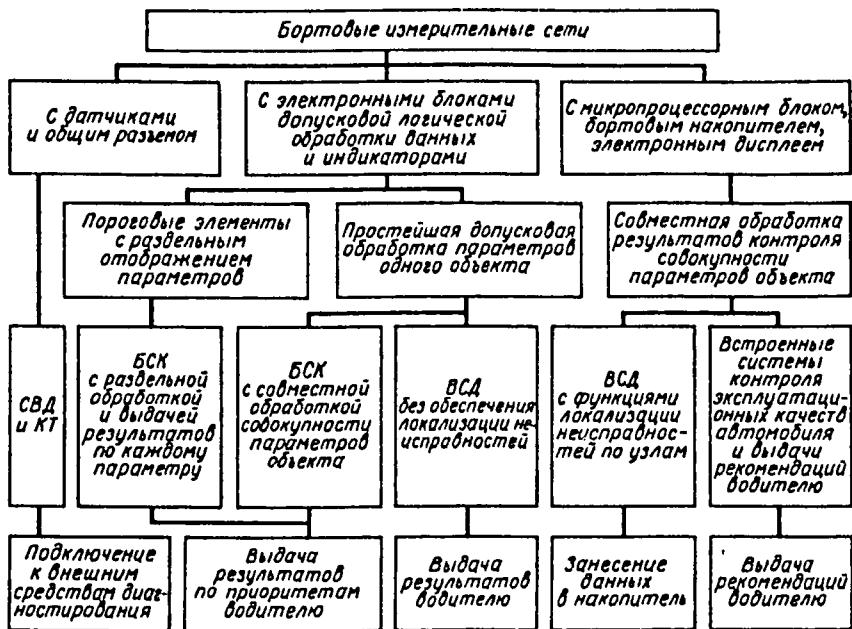 Бортовые измерительные сети
С датчиками
и общим разъемом
С электронными блоками
допусковой логической
обработки данных
и индикаторами
С микропроцессорным блоком,
бортовым накопителем,
электронным дисплеем
Пороговые элементы
с раздельным
отображением
параметров
Простейшая допусковая
обработка параметров
одного объекта
Совместная обработка
результатов контроля
совокупности
параметров объекта
СВД
и КТ
БСК
с раздельной
обработкой
и выдачей
результатов
по каждому
параметру
БСК
с совместной
обработкой
совокупности
параметров
объекта
ВСД
без обеспечения
локализации не-
исправностей
ВСД
с функциями
локализации
неисправнос-
тей по узлам
Встроенные
системы
контроля
эксплуатаци-
онных качеств
автомобиля
и выдачи
рекомендаций
водителю
Подключение
к внешним
средствам диаг-
ностирования
Выдача
результатов
по приоритетам
водителю
Выдача
результатов
водителю
Занесение
данных
в накопитель
Выдача
рекомендаций
водителю